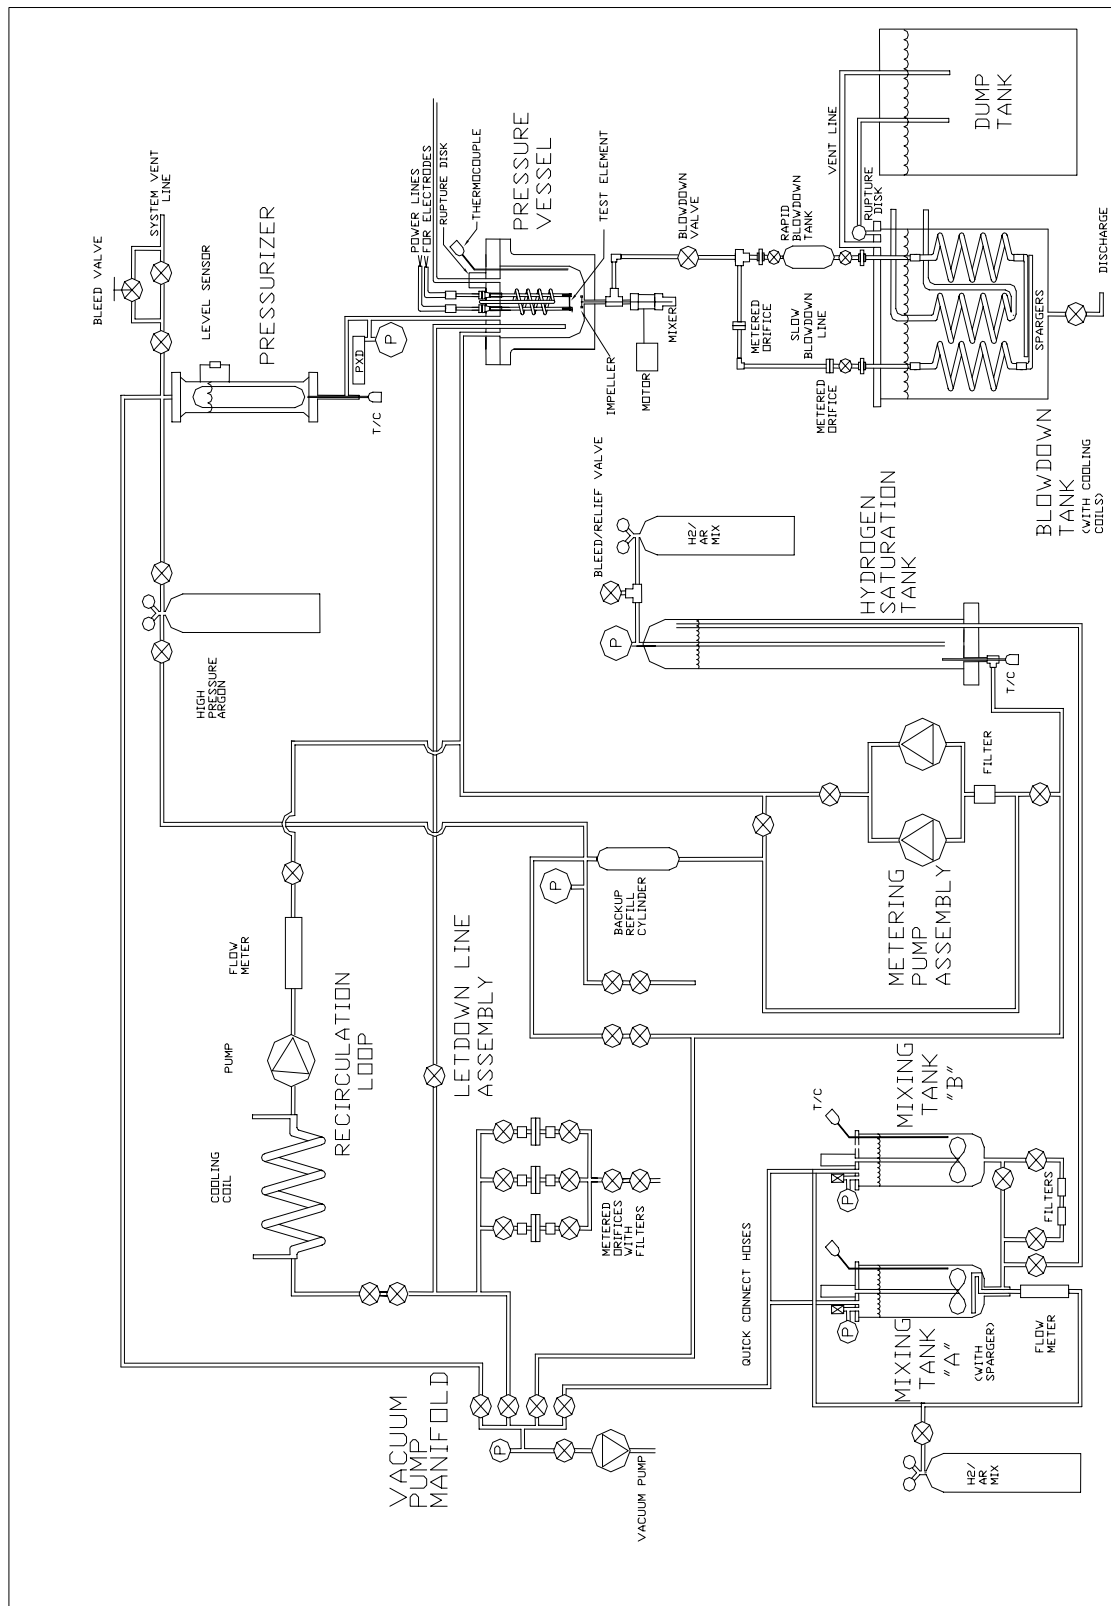 BLEED VALVE
SYSTEM VENT
LINE
LEVEL SENSOR
PRESSURIZER
PXD
P
T/C
POWER LINES
FOR ELECTRODES
RUPTURE DISK
THERMOCOUPLE
PRESSURE
VESSEL
TEST ELEMENT
IMPELLER
MOTOR
MIXER
BLOWDOWN
VALVE
RAPID
BLOWDOWN
TANK
METERED
ORIFICE
SLOW
BLOWDOWN
LINE
METERED
ORIFICE
VENT LINE
RUPTURE
DISK
DUMP
TANK
SPARGERS
DISCHARGE
BLOWDOWN
TANK
(WITH COOLING
COILS)
HIGH
PRESSURE
ARGON
BLEED/RELIEF VALVE
H2/
AR
MIX
P
HYDROGEN
SATURATION
TANK
T/C
FILTER
METERING
PUMP
ASSEMBLY
P
BACKUP
REFILL
CYLINDER
FLOW
METER
PUMP
RECIRCULATION
LOOP
COOLING
COIL
LETDOWN LINE
ASSEMBLY
METERED
ORIFICES
WITH
FILTERS
MIXING
TANK
"B"
T/C
P
FILTERS
QUICK CONNECT HOSES
P
MIXING
TANK
"A"
(WITH
SPARGER)
FLOW
METER
VACUUM
PUMP
MANIFOLD
P
VACUUM PUMP
H2/
AR
MIX